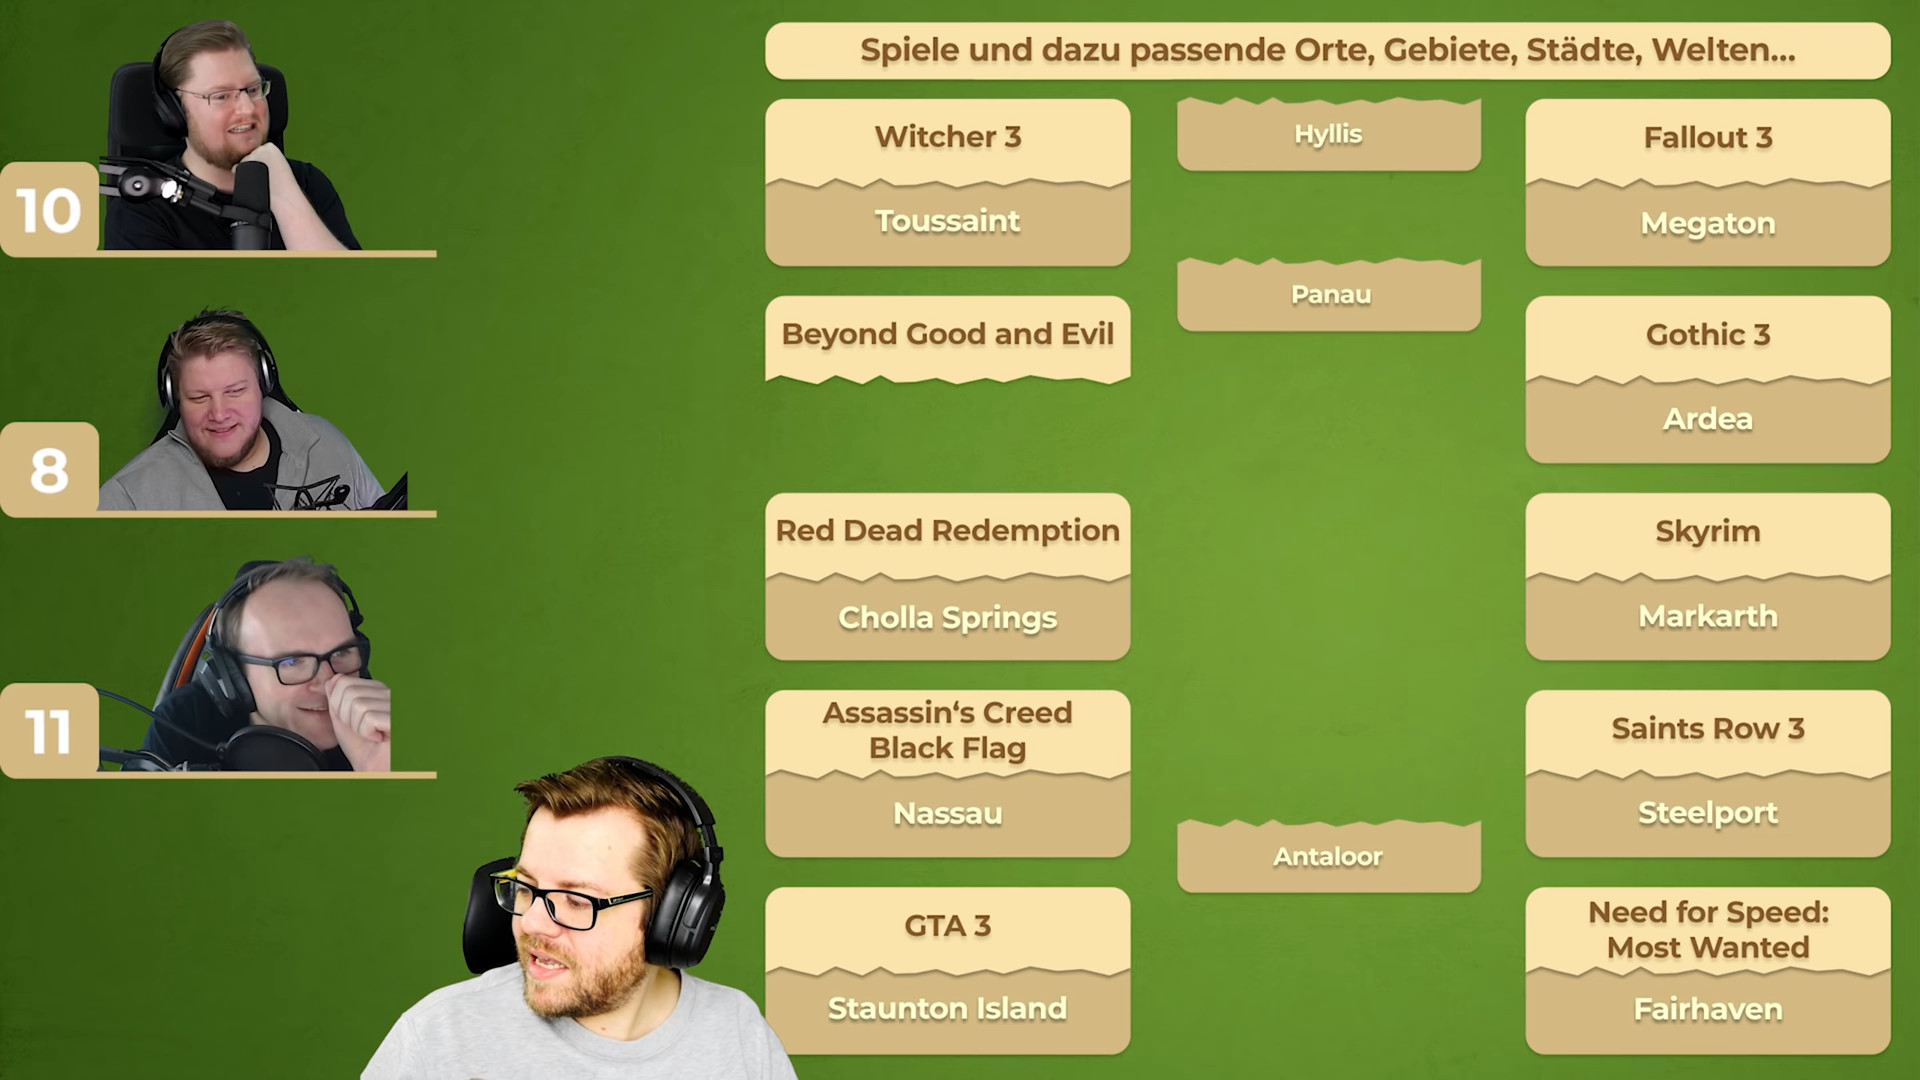 Spiele und dazu passende Orte, Gebiete, Städte, Welten...
10
8
11
Witcher 3
Toussaint
Beyond Good and Evil
Red Dead Redemption
Cholla Springs
Assassin‘s Creed
Black Flag
Nassau
GTA 3
Staunton Island
Hyllis
Panau
Antaloor
Fallout 3
Megaton
Gothic 3
Ardea
Skyrim
Markarth
Saints Row 3
Steelport
Need for Speed:
Most Wanted
Fairhaven